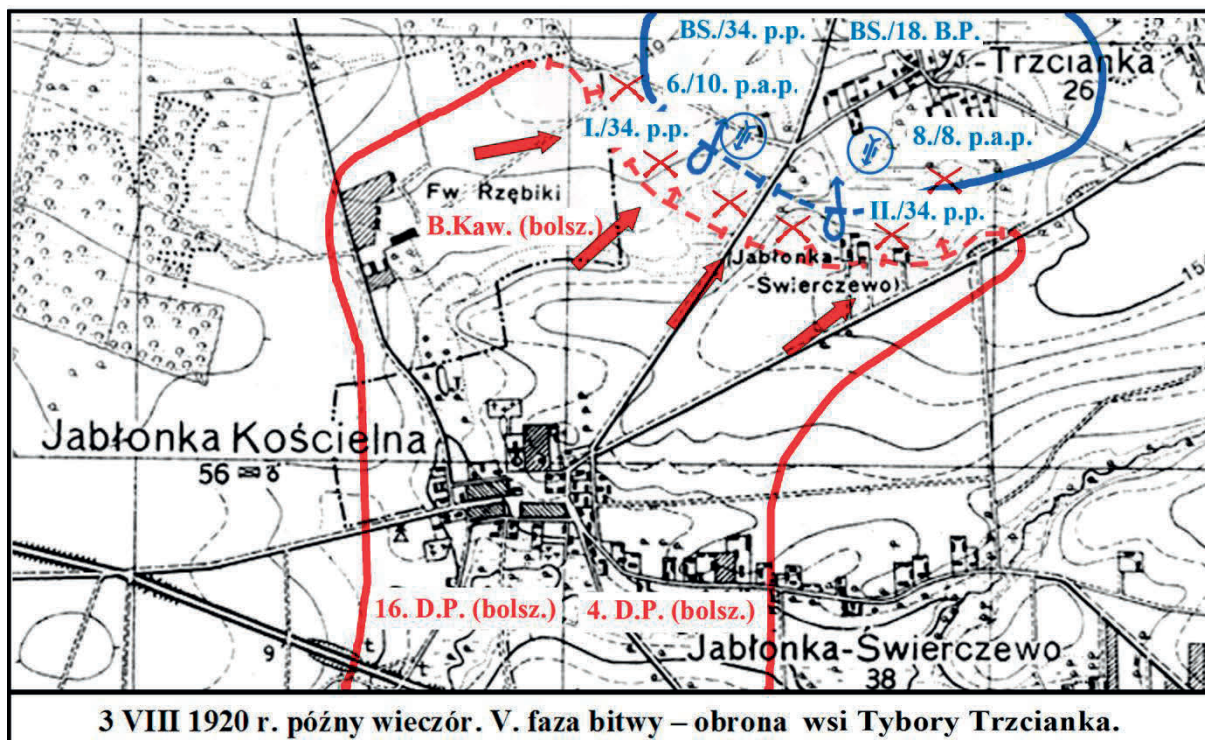 BS./34. p.p.
BS./18. B.P.
19
-Trzcianka
26
6./10. p.a.p.
I./34. p.p.
8./8. p.a.p.
II./34. p.p.
Fw. Rzębiki
B.Kaw. (bolsz.)
(Jabłonka-
-Świerczewo)
Jabłonka Kościelna
56
16. D.P. (bolsz.)
4. D.P. (bolsz.)
Jabłonka-Świerczewo
38
9
t
t
3 VIII 1920 r. późny wieczór. V. faza bitwy – obrona wsi Tybory Trzcianka.